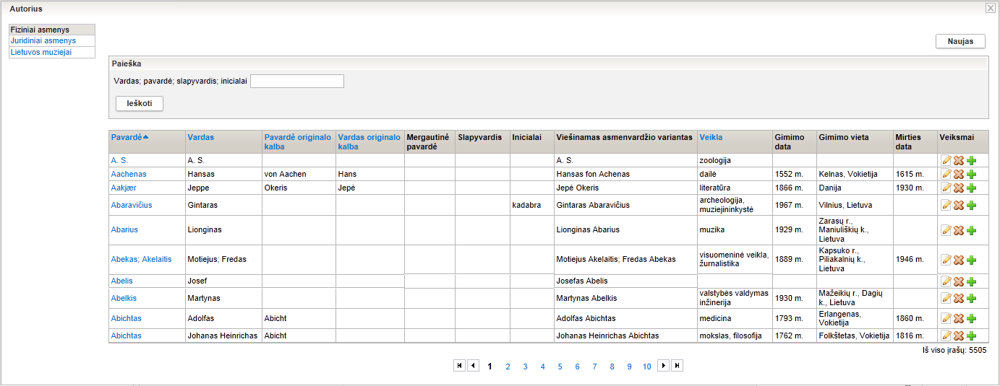 Autorius
Fiziniai asmenys
Juridiniai asmenys
Lietuvos muziejai
Naujas
Paieška
Vardas; pavardė; slapyvardis; inicialai
Ieškoti
Pavardė Vardas Pavardė originalo kalba Vardas originalo kalba Mergautinė pavardė Slapyvardis Inicialai Viešinamas asmenvardžio variantas Veikla Gimimo data Gimimo vieta Mirties data Veiksmai
A. S. A. S. A. S. zoologija
Aachenas Hansas von Aachen Hans Hansas fon Achenas dailė 1552 m. Kelnas, Vokietija 1615 m.
Aakjær Jeppe Okeris Jepė Jepė Okeris literatūra 1866 m. Danija 1930 m.
Abaravičius Gintaras kadabra Gintaras Abaravičius archeologija, muziejininkystė 1967 m. Vilnius, Lietuva
Abarius Lionginas Lionginas Abarius muzika 1929 m. Zarasų r., Maniuliškių k., Lietuva
Abekas; Akelaitis Motiejus; Fredas Motiejus Akelaitis; Fredas Abekas visuomeninė veikla, žurnalistika 1889 m. Kapsuko r., Piliakalnių k., Lietuva 1946 m.
Abelis Josef Josefas Abelis
Abelkis Martynas Martynas Abelkis valstybės valdymas inžinerija 1930 m. Mažeikių r., Dagių k., Lietuva
Abichtas Adolfas Abicht Adolfas Abichtas medicina 1793 m. Erlangenas, Vokietija 1860 m.
Abichtas Johanas Heinrichas Abicht Johanas Heinrichas Abichtas mokslas, filosofija 1762 m. Folkštetas, Vokietija 1816 m.
Iš viso įrašų: 5505
1 2 3 4 5 6 7 8 9 10